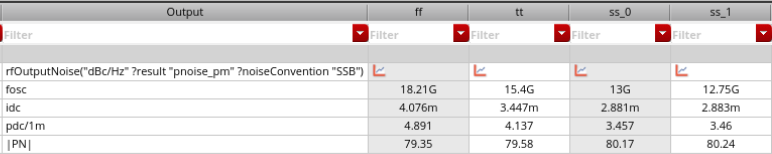 Output ff tt ss_0 ss_1
Filter Filter Filter Filter Filter
rfOutputNoise("dBc/Hz" ?result "pnoise_pm" ?noiseConvention "SSB")
fosc 18.21G 15.4G 13G 12.75G
idc 4.076m 3.447m 2.881m 2.883m
pdc/1m 4.891 4.137 3.457 3.46
|PN| 79.35 79.58 80.17 80.24